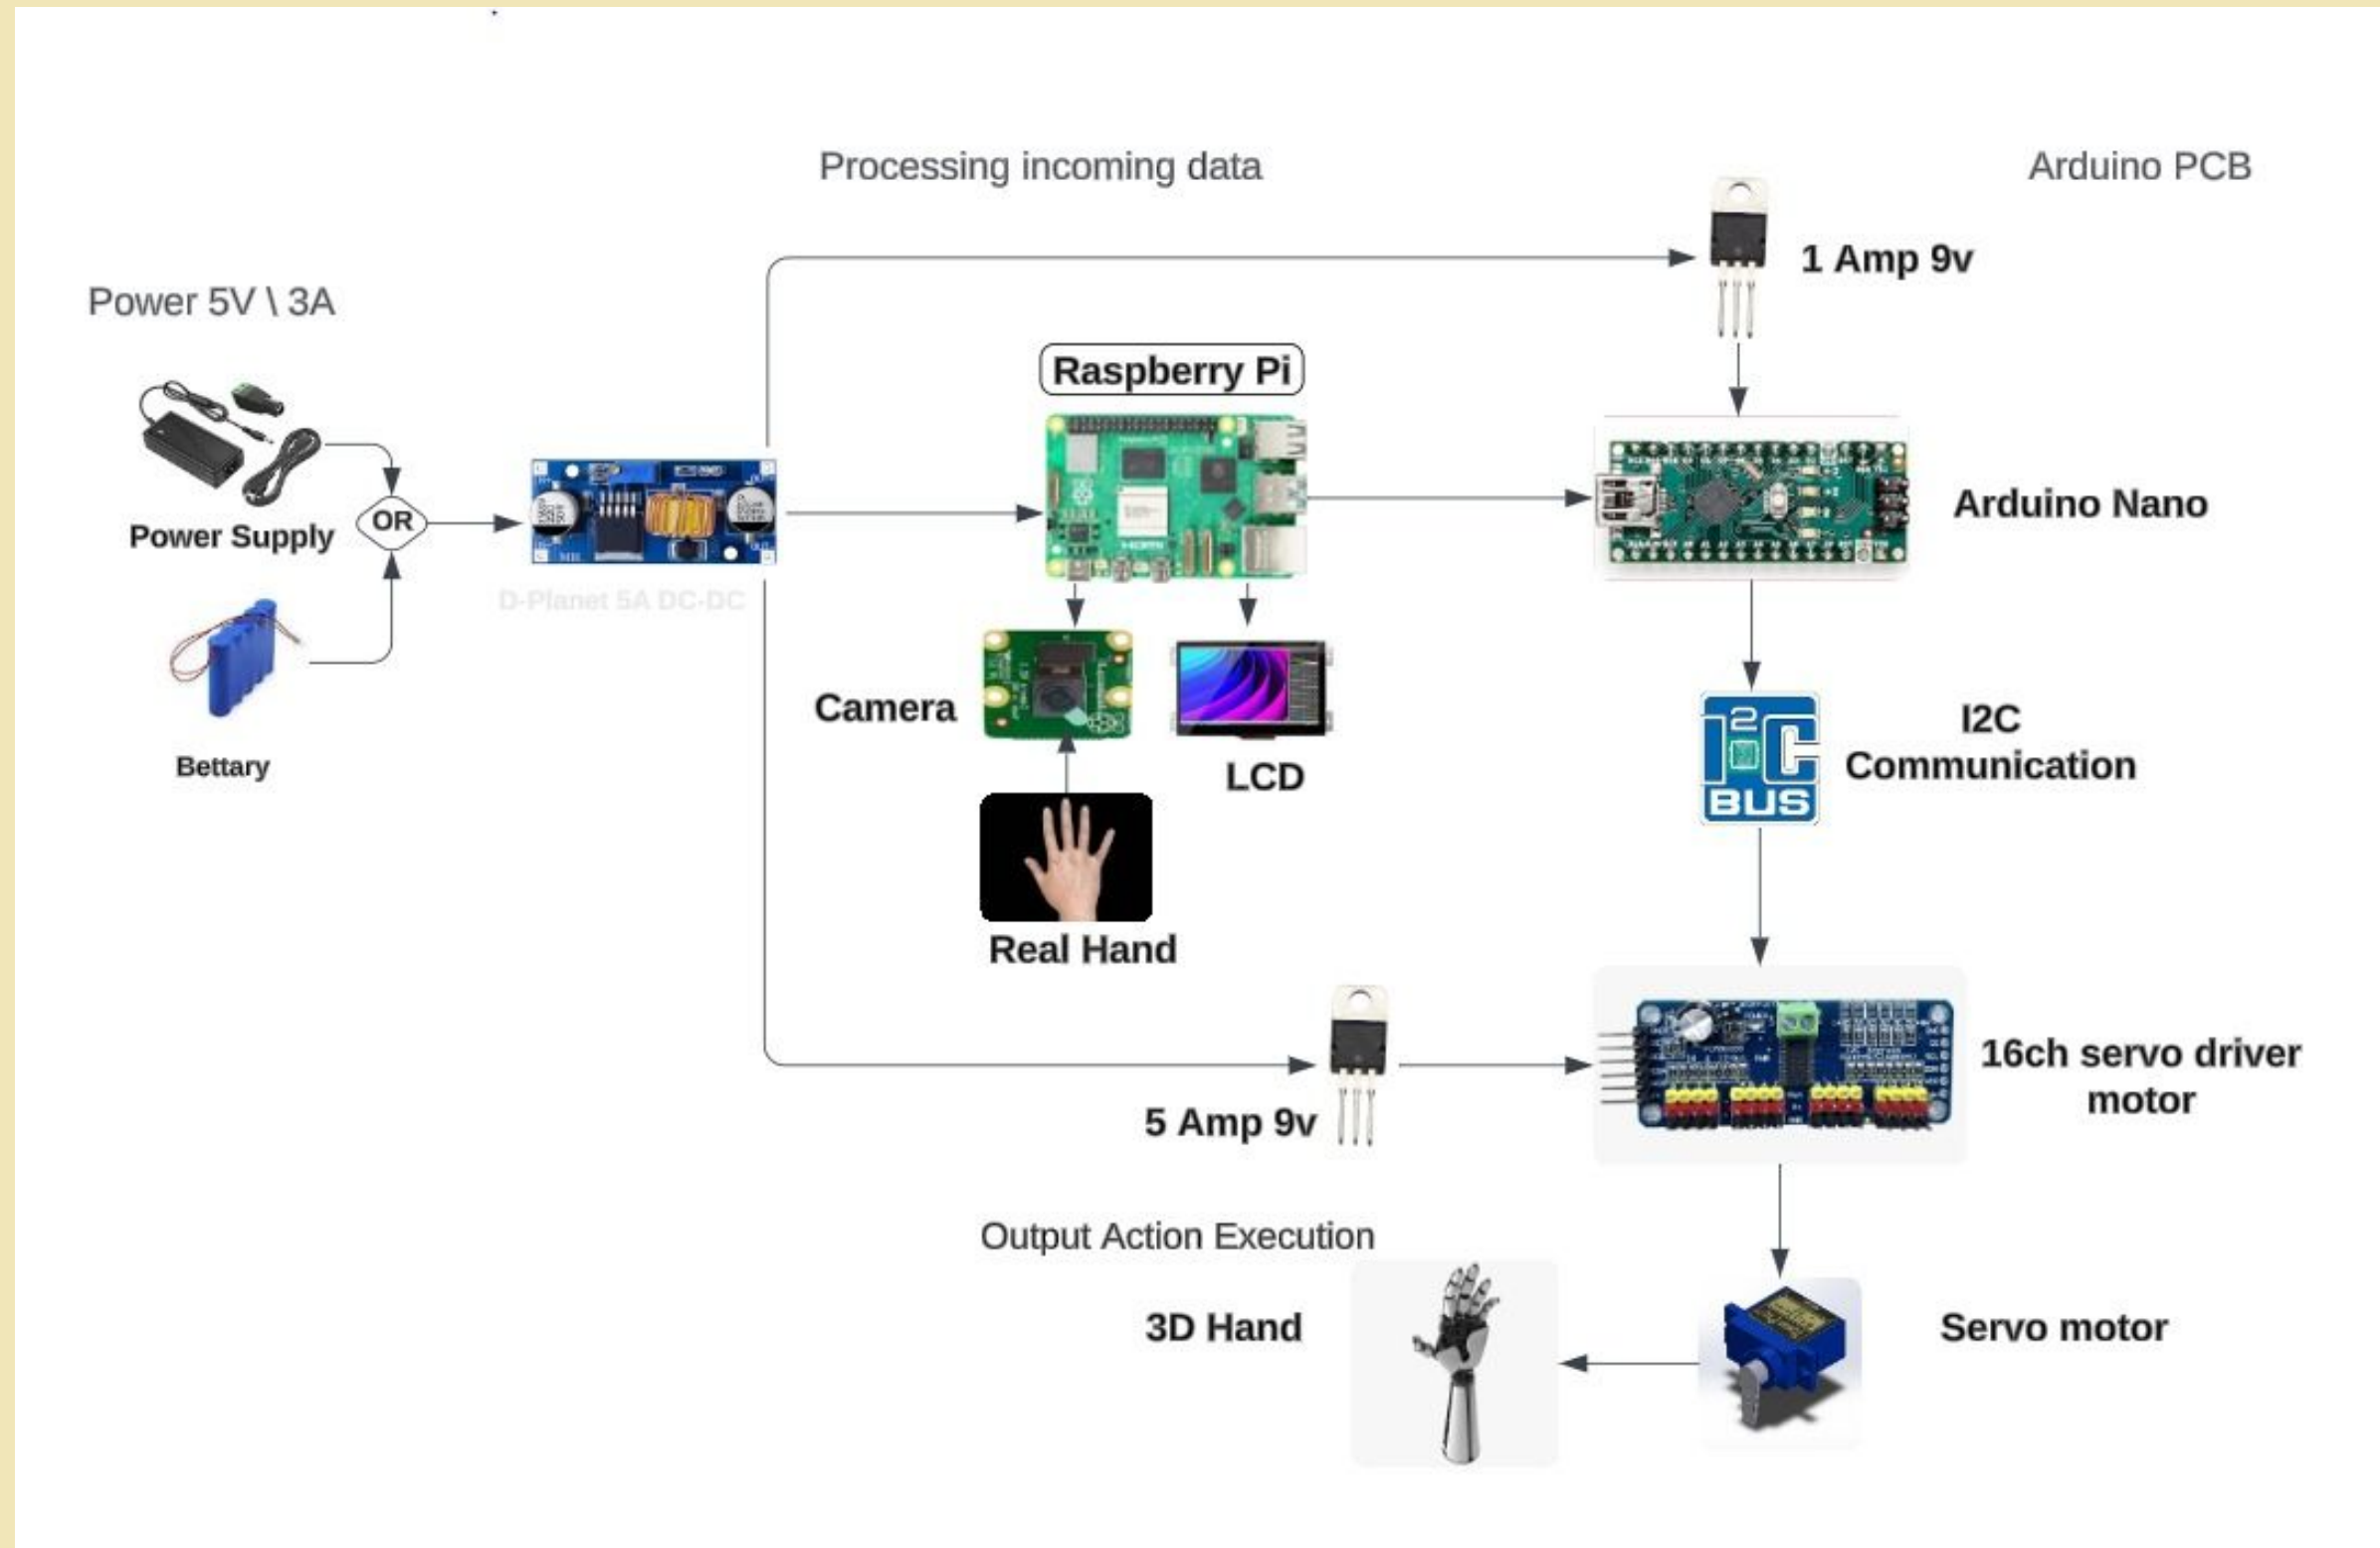 Processing incoming data
Arduino PCB
1 Amp 9v
Power 5V \ 3A
Raspberry Pi
Power Supply
OR
Arduino Nano
D-Planet 5A DC-DC
Bettary
Camera
LCD
I2C
Communication
I2C
BUS
Real Hand
5 Amp 9v
16ch servo driver
motor
Output Action Execution
3D Hand
Servo motor